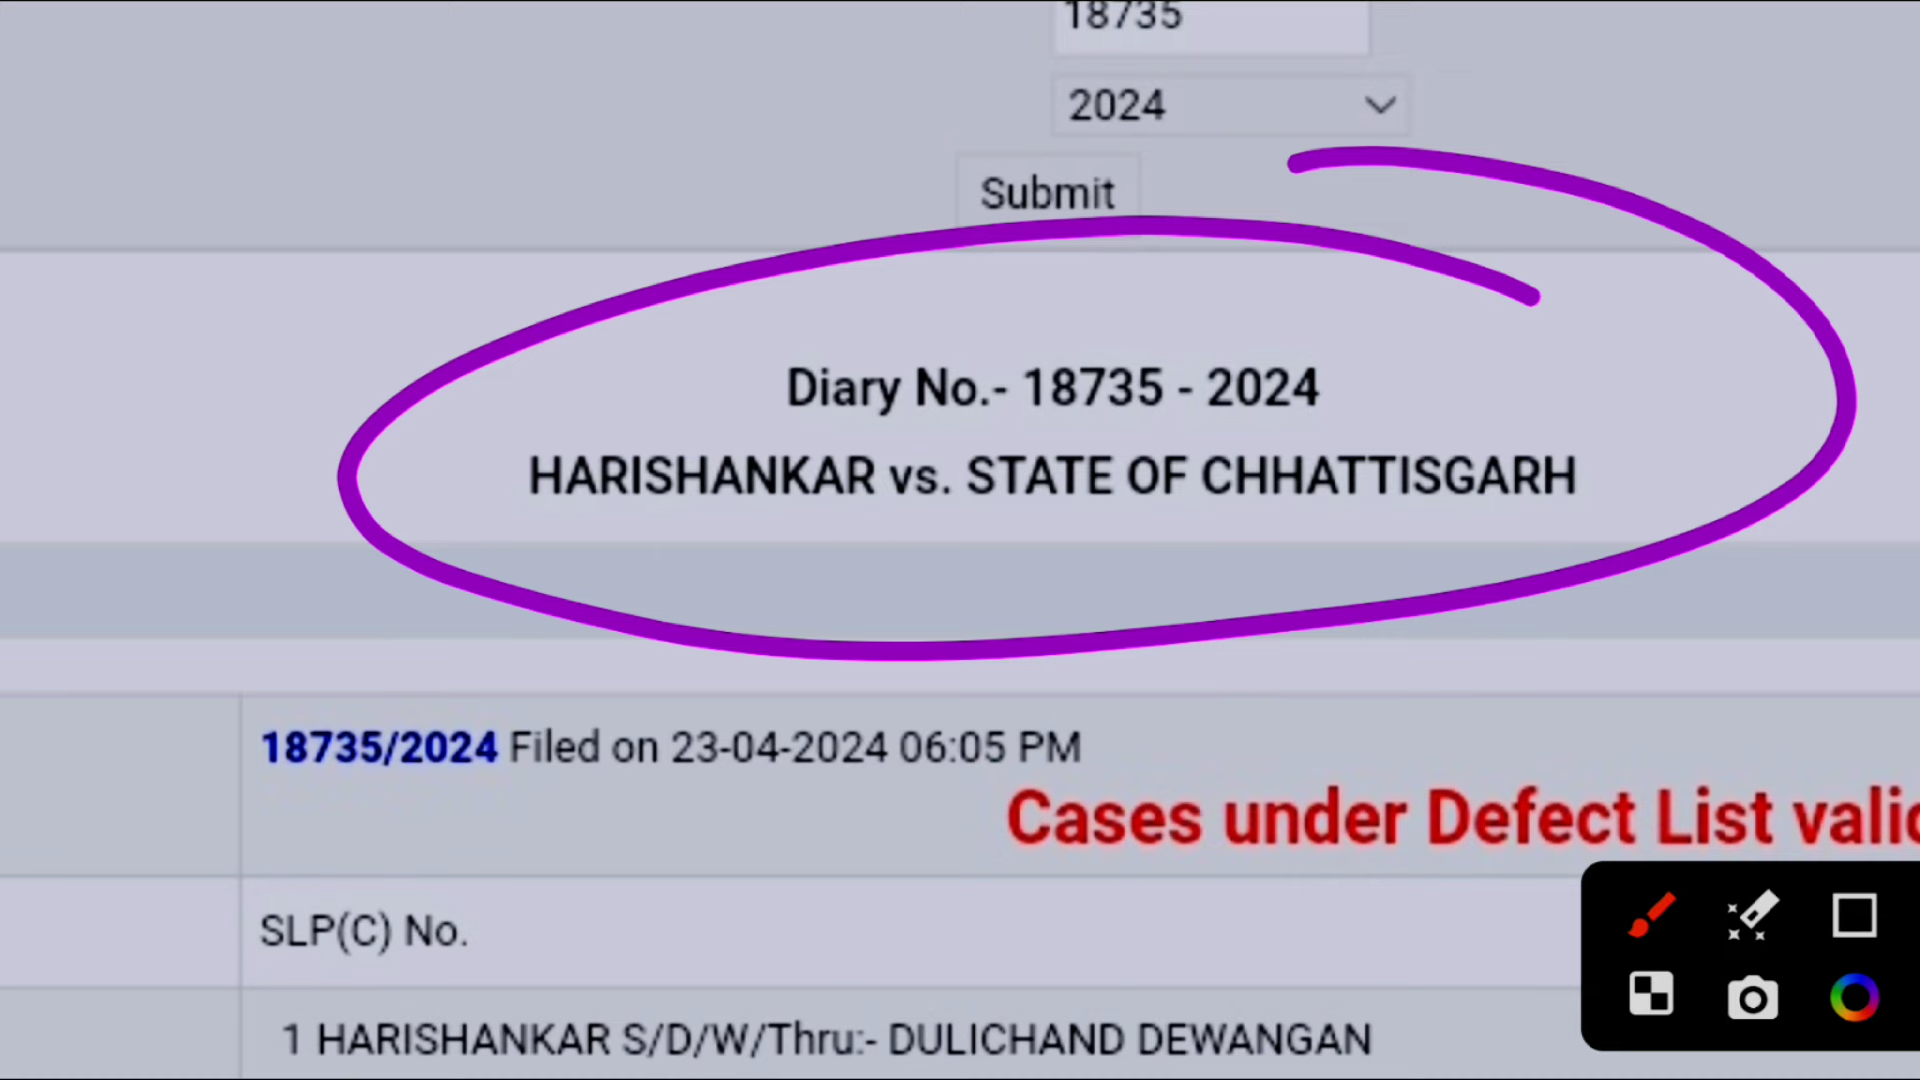 18735
2024
Submit
Diary No.- 18735 - 2024
HARISHANKAR vs. STATE OF CHHATTISGARH
18735/2024 Filed on 23-04-2024 06:05 PM
Cases under Defect List
SLP(C) No.
1 HARISHANKAR S/D/W/Thru:- DULICHAND DEWANGAN